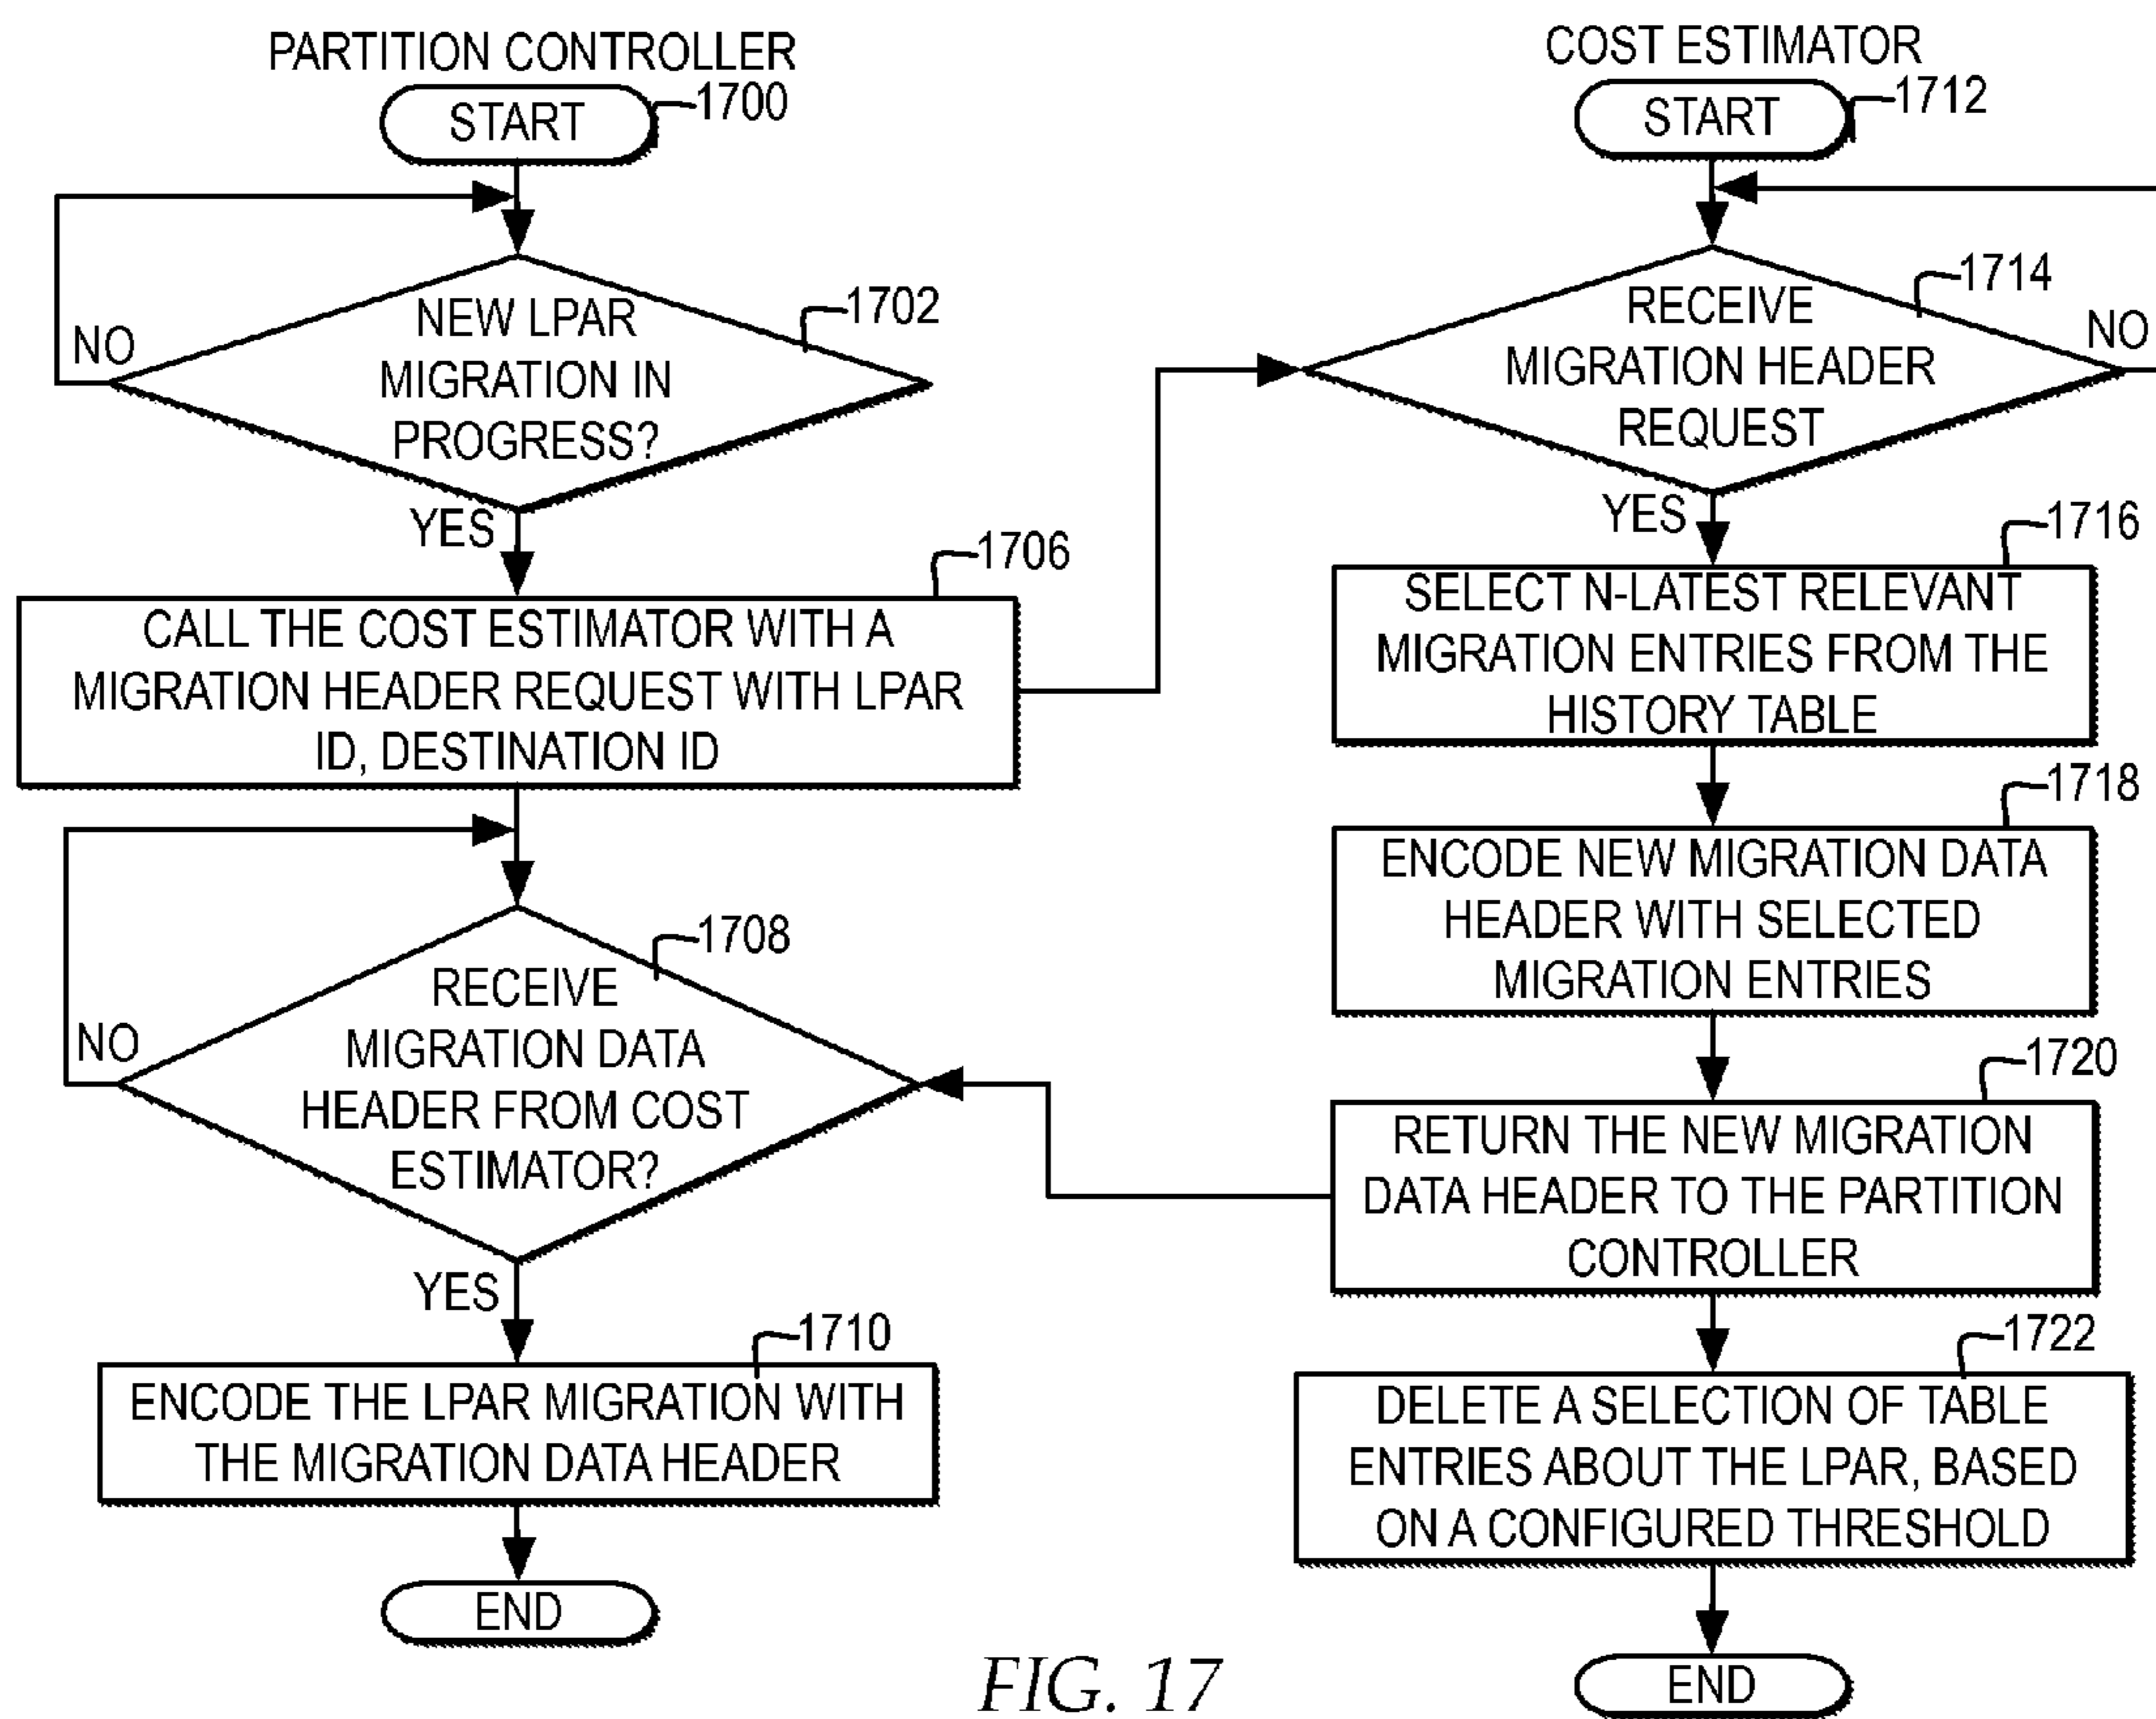 PARTITION CONTROLLER
START
1700
NEW LPAR
MIGRATION IN
PROGRESS?
1702
NO
YES
1706
CALL THE COST ESTIMATOR WITH A
MIGRATION HEADER REQUEST WITH LPAR
ID, DESTINATION ID
1708
RECEIVE
MIGRATION DATA
HEADER FROM COST
ESTIMATOR?
NO
YES
1710
ENCODE THE LPAR MIGRATION WITH
THE MIGRATION DATA HEADER
END
COST ESTIMATOR
START
1712
1714
RECEIVE
MIGRATION HEADER
REQUEST
NO
YES
1716
SELECT N-LATEST RELEVANT
MIGRATION ENTRIES FROM THE
HISTORY TABLE
1718
ENCODE NEW MIGRATION DATA
HEADER WITH SELECTED
MIGRATION ENTRIES
1720
RETURN THE NEW MIGRATION
DATA HEADER TO THE PARTITION
CONTROLLER
1722
DELETE A SELECTION OF TABLE
ENTRIES ABOUT THE LPAR, BASED
ON A CONFIGURED THRESHOLD
END
FIG. 17